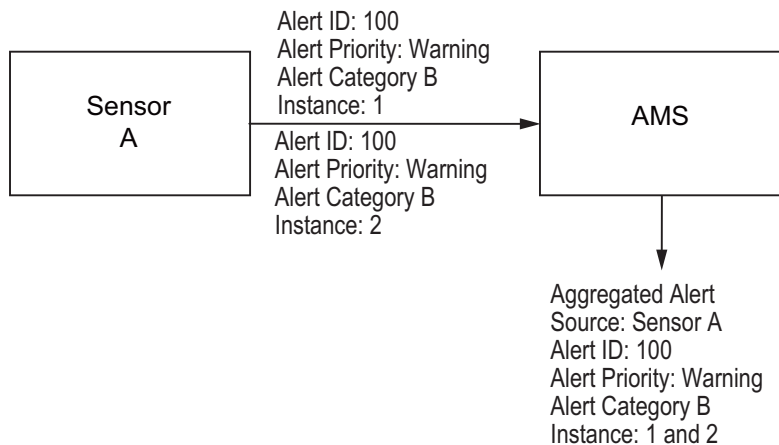 Sensor
A
Alert ID: 100
Alert Priority: Warning
Alert Category B
Instance: 1
Alert ID: 100
Alert Priority: Warning
Alert Category B
Instance: 2
AMS
Aggregated Alert
Source: Sensor A
Alert ID: 100
Alert Priority: Warning
Alert Category B
Instance: 1 and 2